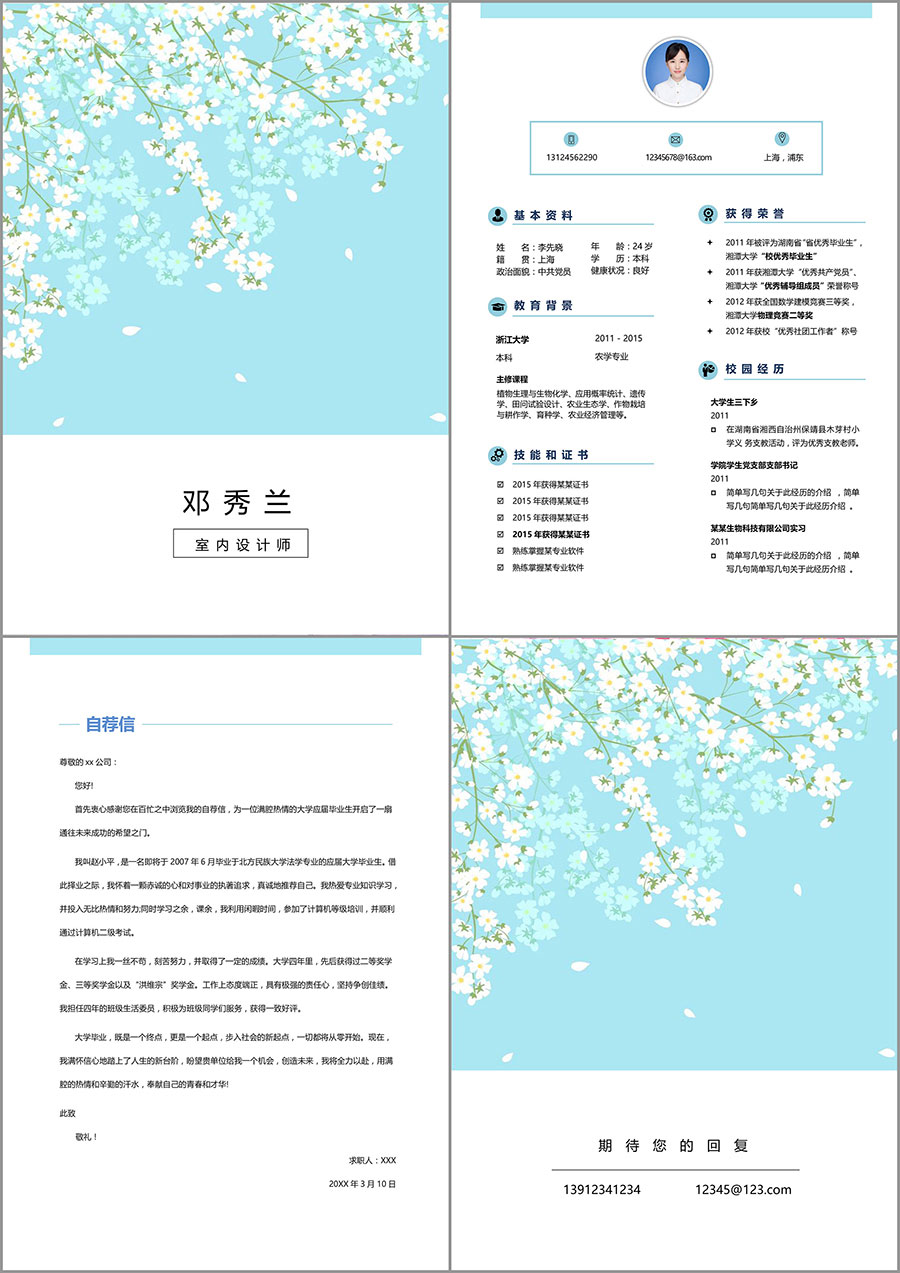 邓秀兰
室内设计师
13124562290
12345678@163.com
上海，浦东
基本资料
姓 名：李先晓 年 龄：24 岁
籍 贯：上海 学 历：本科
政治面貌：中共党员 健康状况：良好
教育背景
浙江大学 2011 - 2015
本科 农学专业
主修课程
植物生理与生物化学、应用概率统计、遗传
学、田问试验设计、农业生态学、作物栽培
与耕作学、育种学、农业经济管理等。
技能和证书
2015 年获得某某证书
2015 年获得某某证书
2015 年获得某某证书
2015 年获得某某证书
熟练掌握某专业软件
熟练掌握某专业软件
获得荣誉
2011 年被评为湖南省"省优秀毕业生"，
湘潭大学"校优秀毕业生"
2011 年获湘潭大学"优秀共产党员"、
湘潭大学"优秀辅导组成员"荣誉称号
2012 年获全国数学建模竞赛三等奖，
湘潭大学物理竞赛二等奖
2012 年获校"优秀社团工作者"称号
校园经历
大学生三下乡
2011
在湖南省湘西自治州保靖县木芽村小
学义 务支教活动，评为优秀支教老师。
学院学生党支部支部书记
2011
简单写几句关于此经历的介绍 ，简单
写几句简单写几句关于此经历介绍 。
某某生物科技有限公司实习
2011
简单写几句关于此经历的介绍 ，简单
写几句简单写几句关于此经历介绍 。
自荐信
尊敬的 xx 公司：
您好!
首先衷心感谢您在百忙之中浏览我的自荐信，为一位满腔热情的大学应届毕业生开启了一扇
通往未来成功的希望之门。
我叫赵小平，是一名即将于 2007 年 6 月毕业于北方民族大学法学专业的应届大学毕业生。借
此择业之际，我怀着一颗赤诚的心和对事业的执著追求，真诚地推荐自己。我热爱专业知识学习，
并投入无比热情和努力;同时学习之余，课余，我利用闲暇时间，参加了计算机等级培训，并顺利
通过计算机二级考试。
在学习上我一丝不苟，刻苦努力，并取得了一定的成绩。大学四年里，先后获得过二等奖学
金、三等奖学金以及"洪维宗"奖学金。工作上态度端正，具有极强的责任心，坚持争创佳绩。
我担任四年的班级生活委员，积极为班级同学们服务，获得一致好评。
大学毕业，既是一个终点，更是一个起点，步入社会的新起点，一切都将从零开始。现在，
我满怀信心地踏上了人生的新台阶，盼望贵单位给我一个机会，创造未来，我将全力以赴，用满
腔的热情和辛勤的汗水，奉献自己的青春和才华!
此致
敬礼！
求职人：XXX
20XX 年 3 月 10 日
期待您的回复
13912341234 12345@123.com